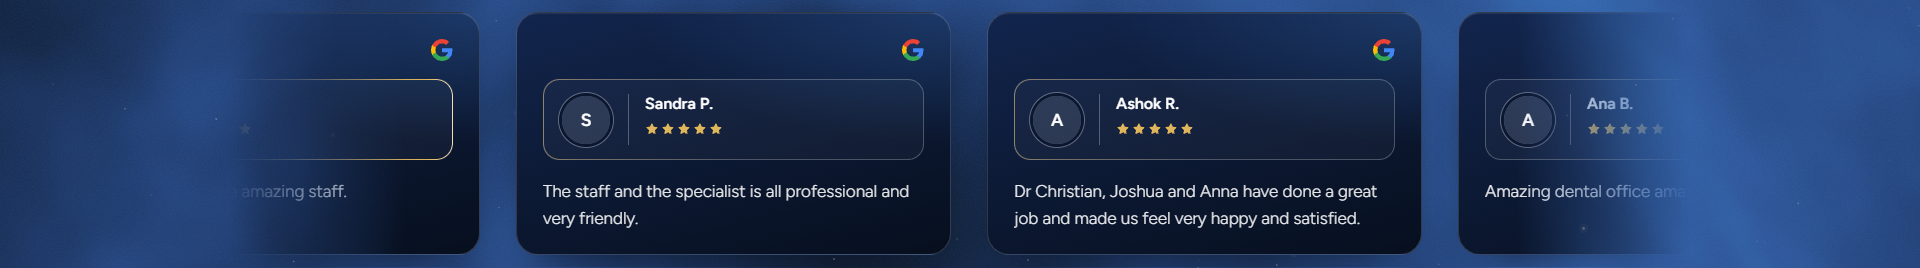 amazing staff.
S
Sandra P.
The staff and the specialist is all professional and
very friendly.
A
Ashok R.
Dr Christian, Joshua and Anna have done a great
job and made us feel very happy and satisfied.
A
Ana B.
Amazing dental office